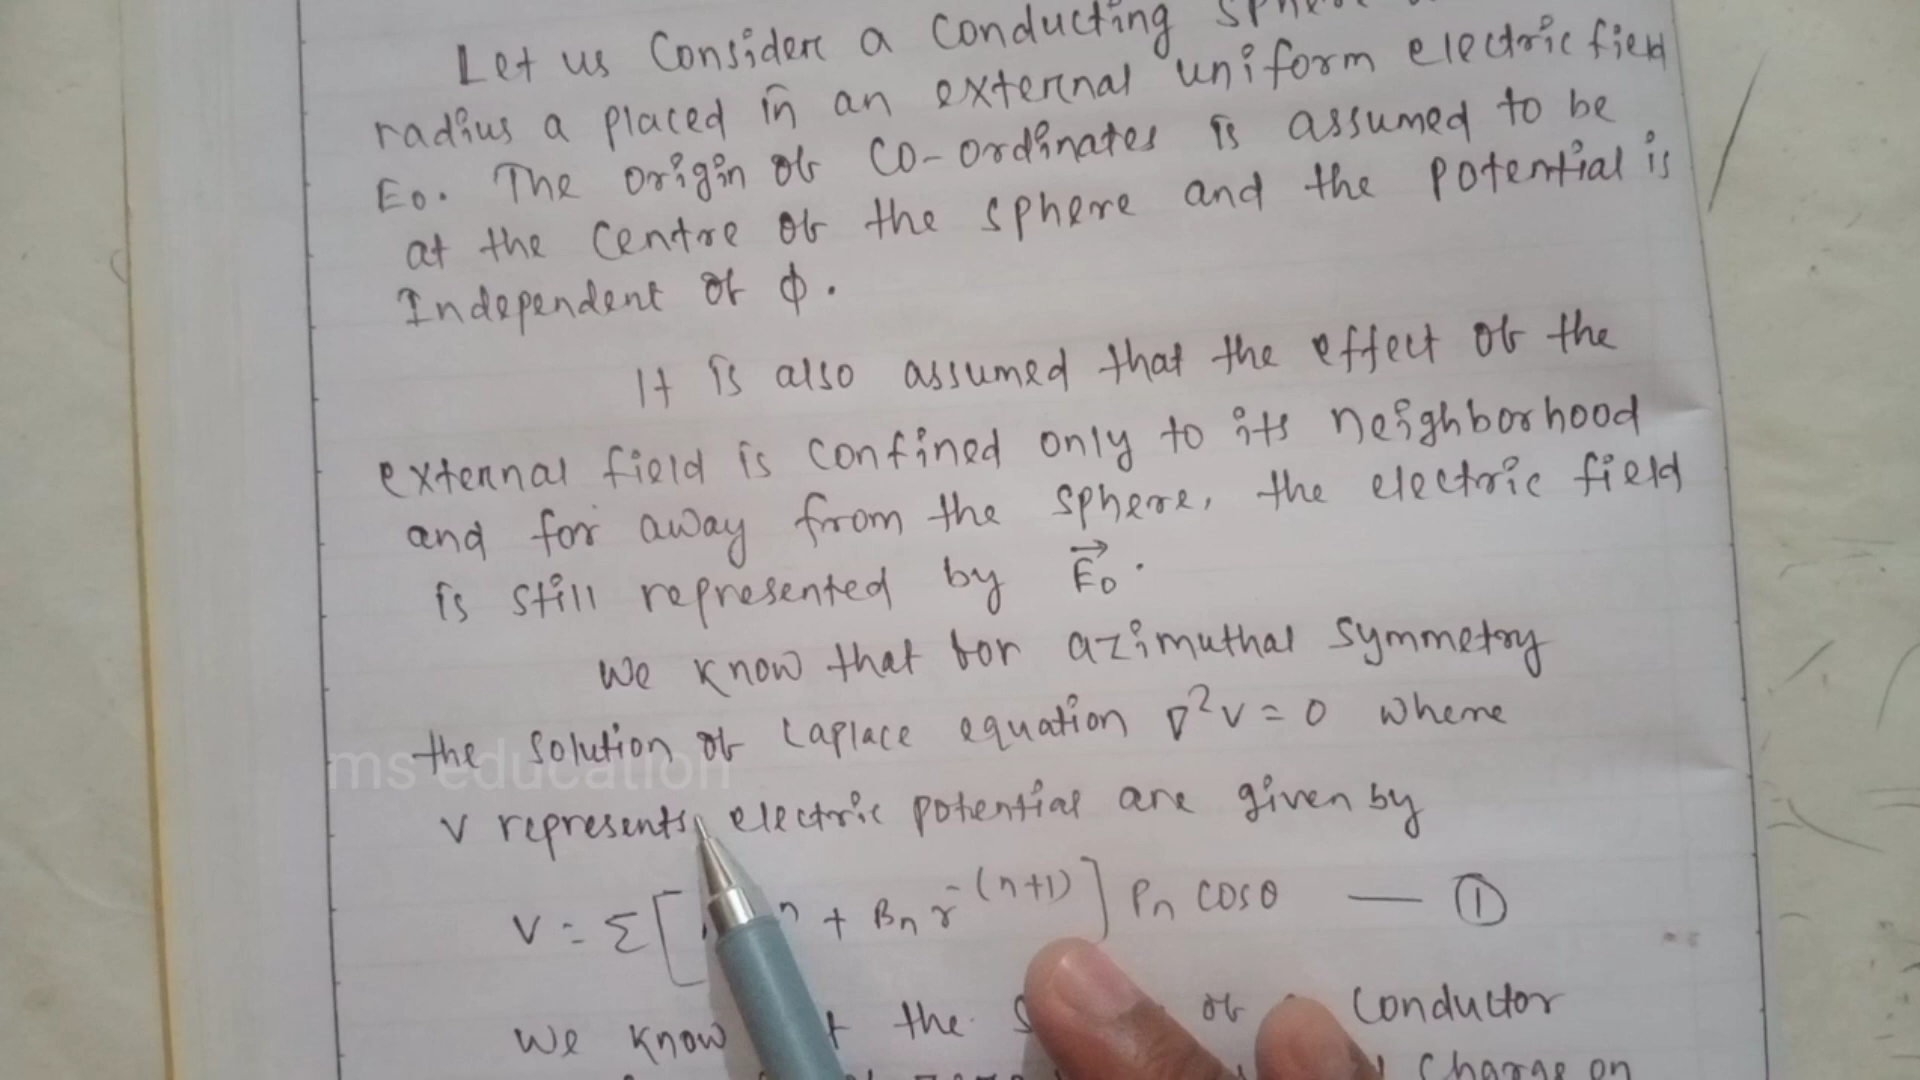 Let us Consider a Conducting
radius a placed in an external uniform electric field
E0. The origin of Co-ordinates is assumed to be
at the Centre of the sphere and the potential is
Independent of φ.
It is also assumed that the effect of the
external field is confined only to its neighborhood
and for away from the sphere, the electric field
is still represented by E⃗0.
We know that for azimuthal symmetry
the solution of Laplace equation ∇²v = 0 where
ms education
v represents electric potential are given by
V = Σ[ n + Bn r^-(n+1) ] Pn cosθ — ①
We know the of Conductor
Charge on